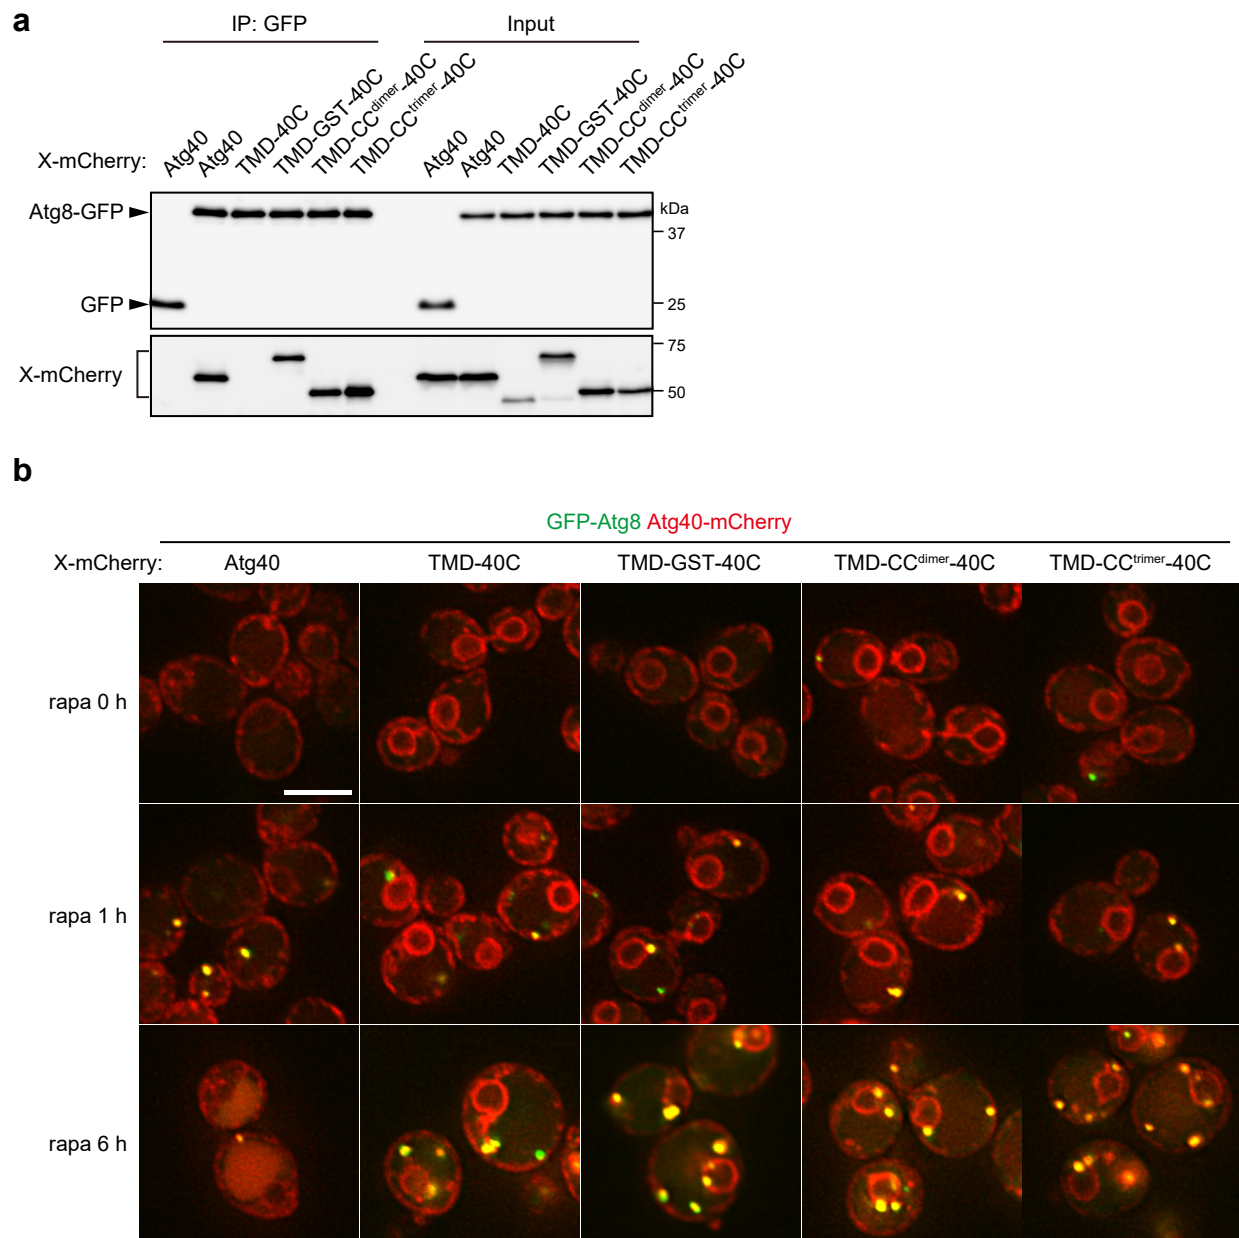 a
IP: GFP
Input
X-mCherry:
Atg40
Atg40
TMD-40C
TMD-GST-40C
TMD-CCdimer-40C
TMD-CCtrimer-40C
Atg40
Atg40
TMD-40C
TMD-GST-40C
TMD-CCdimer-40C
TMD-CCtrimer-40C
Atg8-GFP
kDa
37
GFP
25
75
X-mCherry
50
b
GFP-Atg8 Atg40-mCherry
X-mCherry: Atg40 TMD-40C TMD-GST-40C TMD-CCdimer-40C TMD-CCtrimer-40C
rapa 0 h
rapa 1 h
rapa 6 h